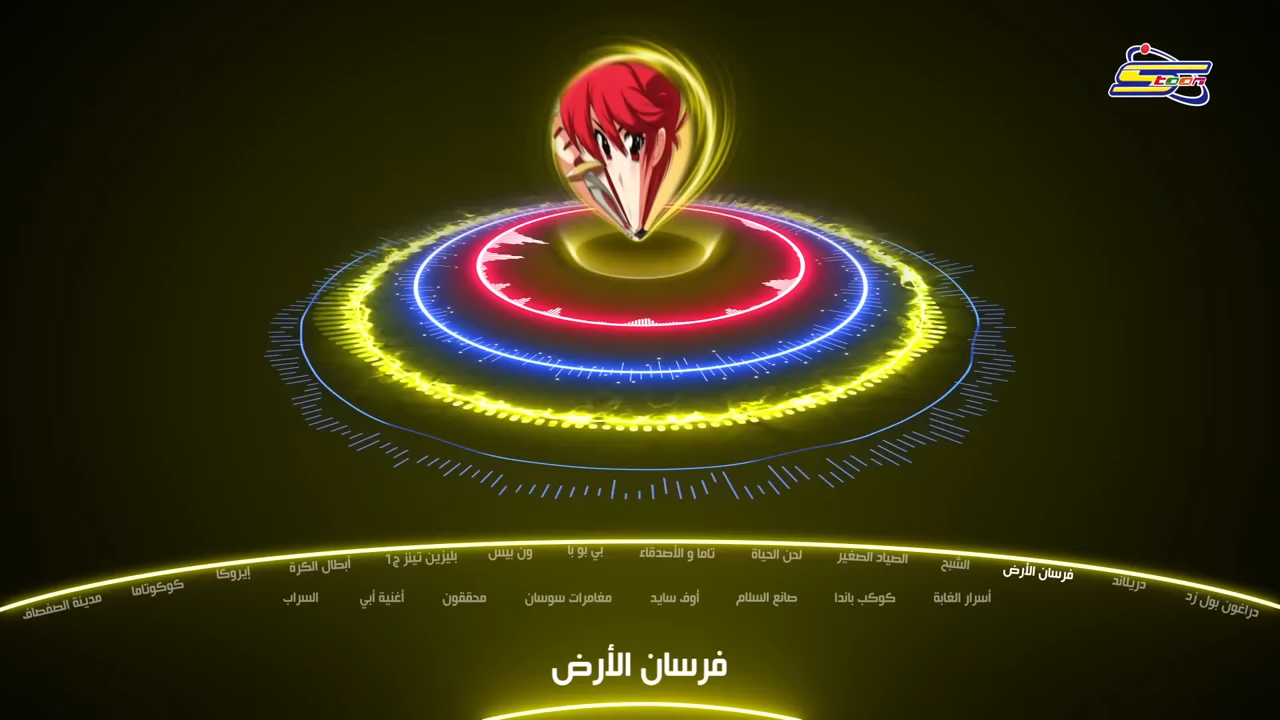 S toon
دراغون بول زد دريلاند فرسان الأرض الشبح الصياد الصغير لحن الحياة تاما و الأصدقاء بي بو با ون بيس بليزين تينز ج1 أبطال الكرة إيروكا كوكوتاما مدينة الصفصاف
أسرار الغابة كوكب باندا صانع السلام أوف سايد مغامرات سوسان محققون أغنية أبي السراب
فرسان الأرض